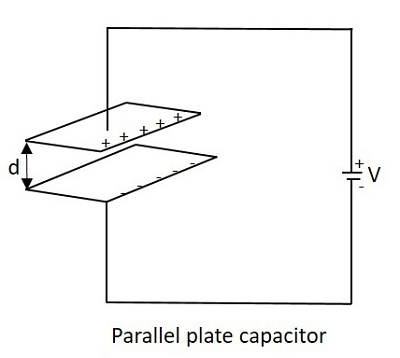 + + + + +
d
- - - - -
+
V
-
Parallel plate capacitor